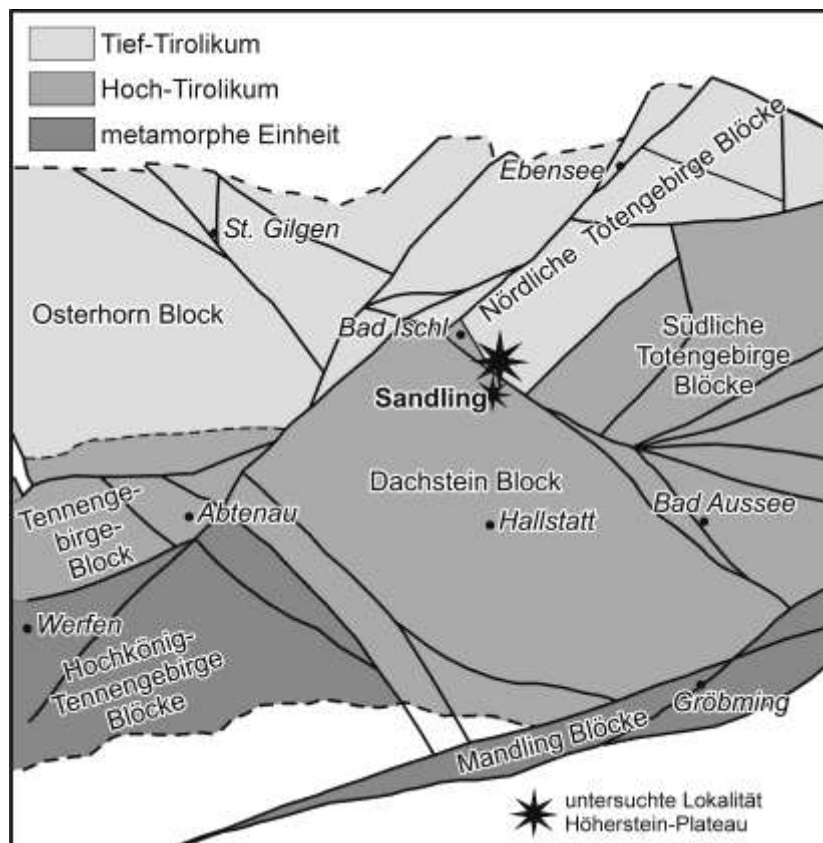 Tief-Tirolikum
Hoch-Tirolikum
metamorphe Einheit
Ebensee
Nördliche Totengebirge Blöcke
St. Gilgen
Osterhorn Block
Bad Ischl
Südliche
Totengebirge
Blöcke
Sandling
Dachstein Block
Tennenge-
birge-
Block
Abtenau
Hallstatt
Bad Aussee
Werfen
Hochkönig-
Tennengebirge
Blöcke
Gröbming
Mandling Blöcke
untersuchte Lokalität
Höherstein-Plateau